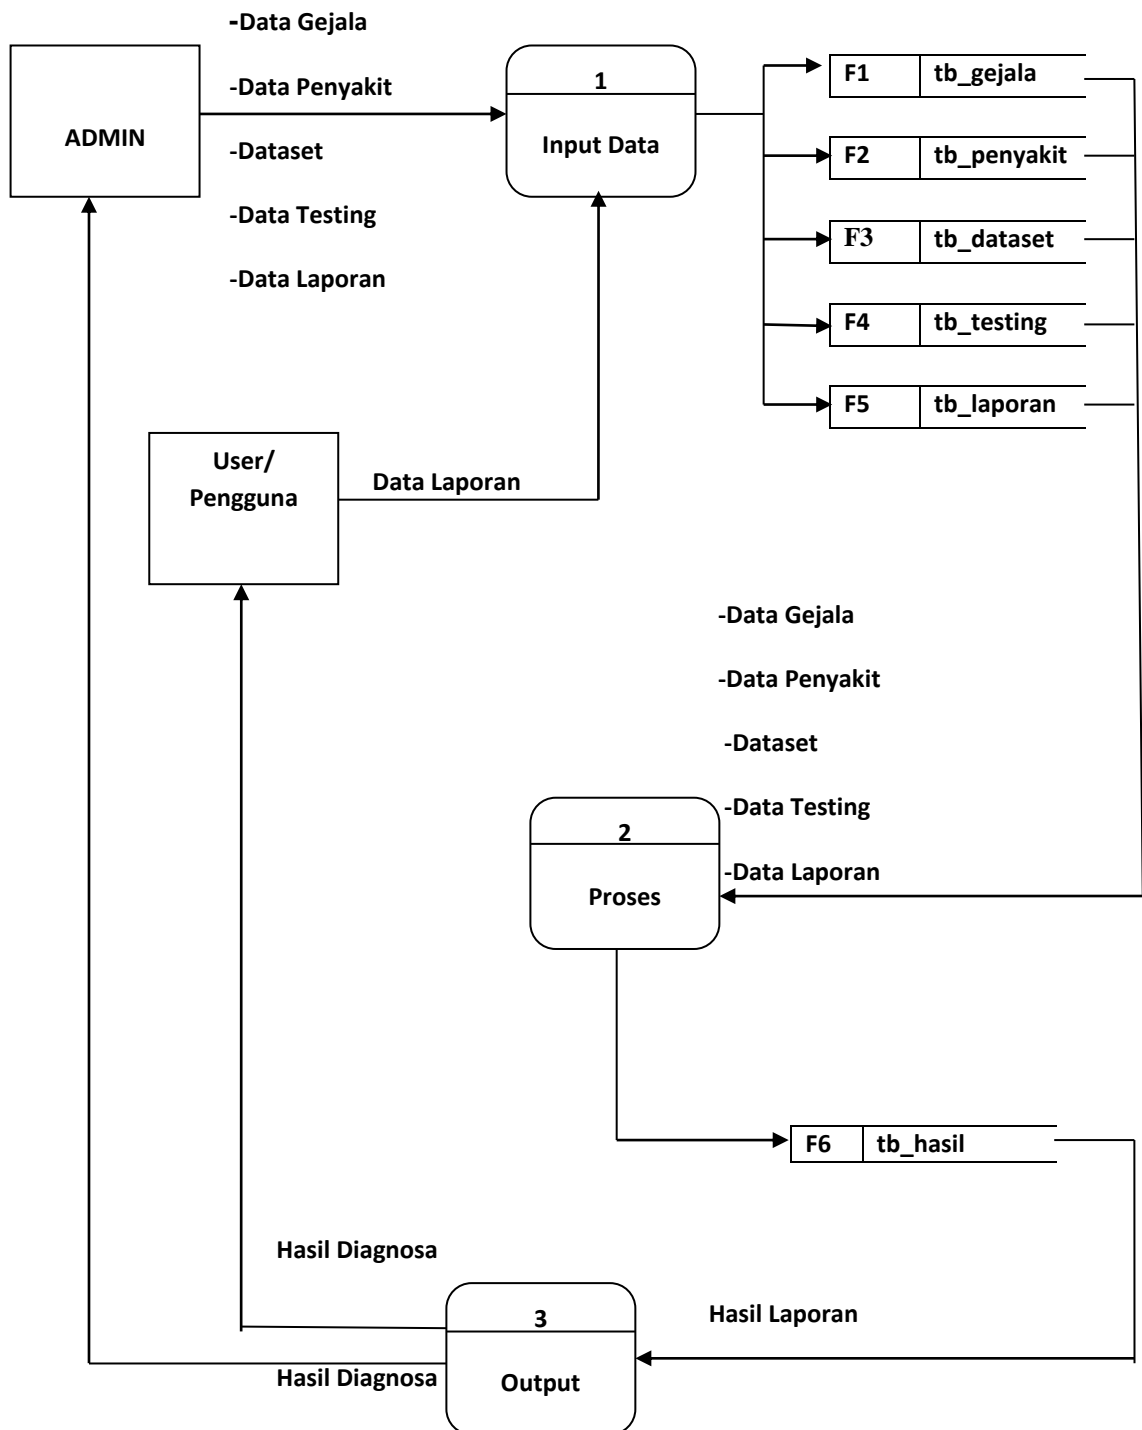 -Data Gejala
-Data Penyakit
-Dataset
-Data Testing
-Data Laporan
ADMIN
1
Input Data
F1 tb_gejala
F2 tb_penyakit
F3 tb_dataset
F4 tb_testing
F5 tb_laporan
User/
Pengguna
Data Laporan
-Data Gejala
-Data Penyakit
-Dataset
-Data Testing
-Data Laporan
2
Proses
F6 tb_hasil
Hasil Diagnosa
Hasil Laporan
3
Output
Hasil Diagnosa